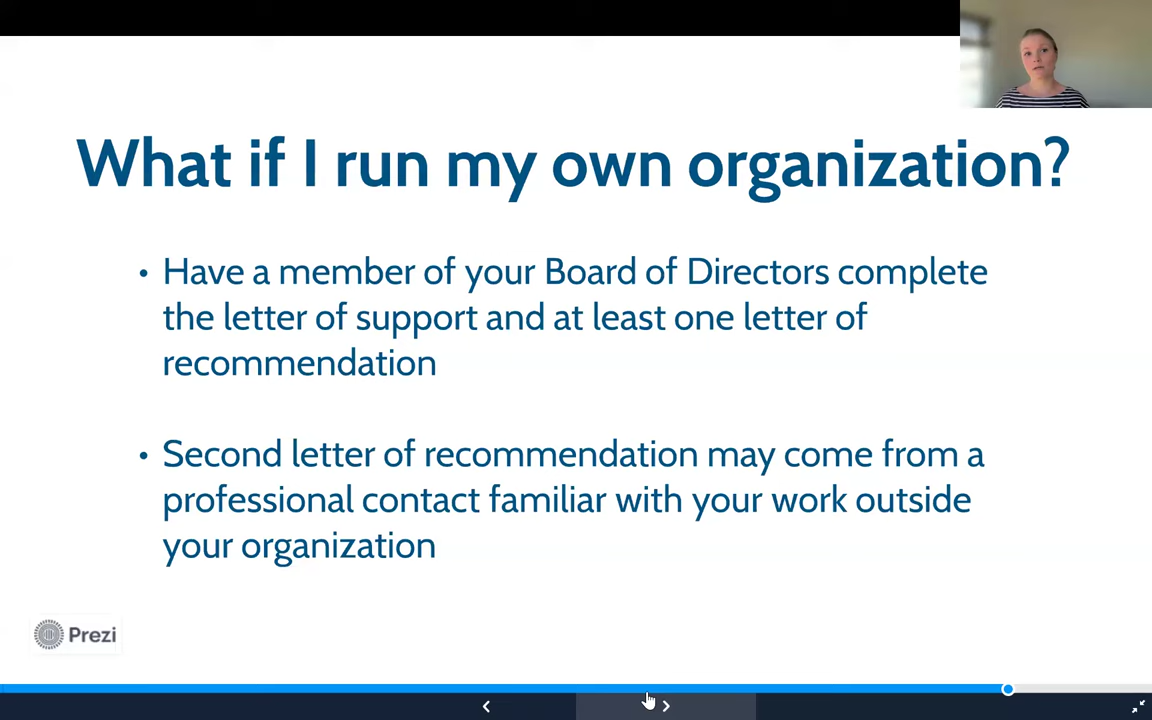 What if I run my own organization?
• Have a member of your Board of Directors complete
the letter of support and at least one letter of
recommendation
• Second letter of recommendation may come from a
professional contact familiar with your work outside
your organization
Prezi